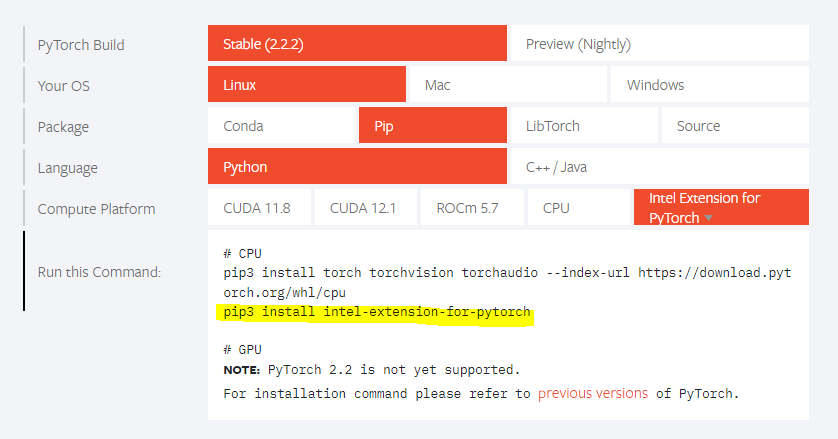 PyTorch Build
Stable (2.2.2)
Preview (Nightly)
Your OS
Linux
Mac
Windows
Package
Conda
Pip
LibTorch
Source
Language
Python
C++ / Java
Compute Platform
CUDA 11.8
CUDA 12.1
ROCm 5.7
CPU
Intel Extension for
PyTorch
Run this Command:
# CPU
pip3 install torch torchvision torchaudio --index-url https://download.pyt
orch.org/whl/cpu
pip3 install intel-extension-for-pytorch
# GPU
NOTE: PyTorch 2.2 is not yet supported.
For installation command please refer to previous versions of PyTorch.